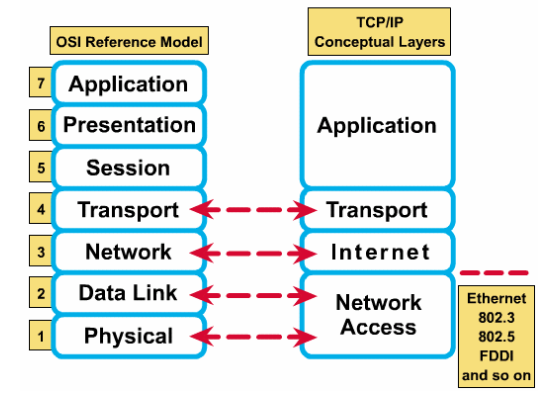 OSI Reference Model
TCP/IP
Conceptual Layers
7 Application
6 Presentation
5 Session
4 Transport
3 Network
2 Data Link
1 Physical
Application
Transport
Internet
Network
Access
Ethernet
802.3
802.5
FDDI
and so on